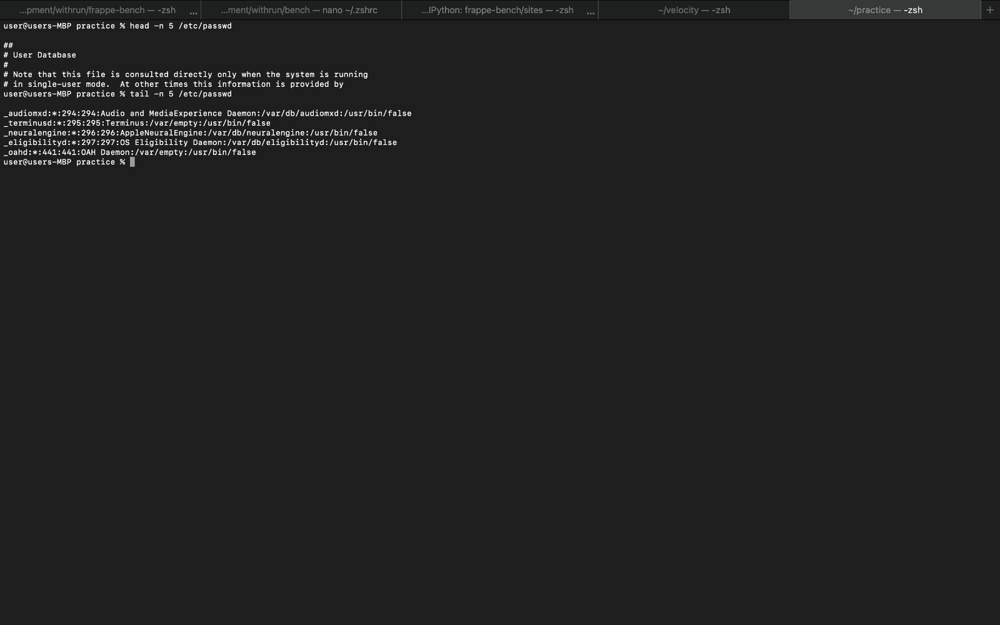 ...pment/withrun/frappe-bench — -zsh ...
...ment/withrun/bench — nano ~/.zshrc
...IPython: frappe-bench/sites — -zsh ...
~/velocity — -zsh
~/practice — -zsh
+
user@users-MBP practice % head -n 5 /etc/passwd
##
# User Database
#
# Note that this file is consulted directly only when the system is running
# in single-user mode.  At other times this information is provided by
user@users-MBP practice % tail -n 5 /etc/passwd
_audiomxd:*:294:294:Audio and MediaExperience Daemon:/var/db/audiomxd:/usr/bin/false
_terminusd:*:295:295:Terminus:/var/empty:/usr/bin/false
_neuralengine:*:296:296:AppleNeuralEngine:/var/db/neuralengine:/usr/bin/false
_eligibilityd:*:297:297:OS Eligibility Daemon:/var/db/eligibilityd:/usr/bin/false
_oahd:*:441:441:OAH Daemon:/var/empty:/usr/bin/false
user@users-MBP practice %